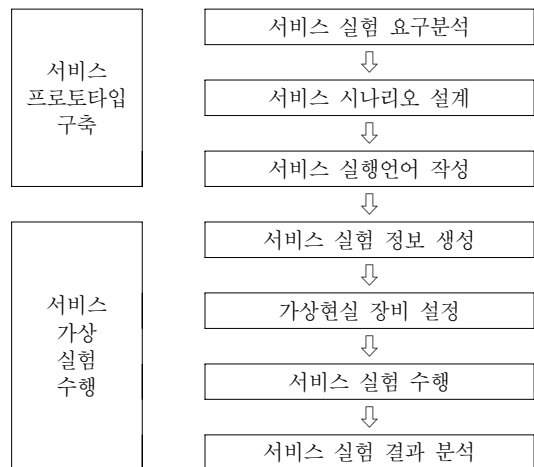 서비스
프로토타입
구축
서비스 실험 요구분석
⇩
서비스 시나리오 설계
⇩
서비스 실행언어 작성
⇩
서비스
가상
실험
수행
서비스 실험 정보 생성
⇩
가상현실 장비 설정
⇩
서비스 실험 수행
⇩
서비스 실험 결과 분석